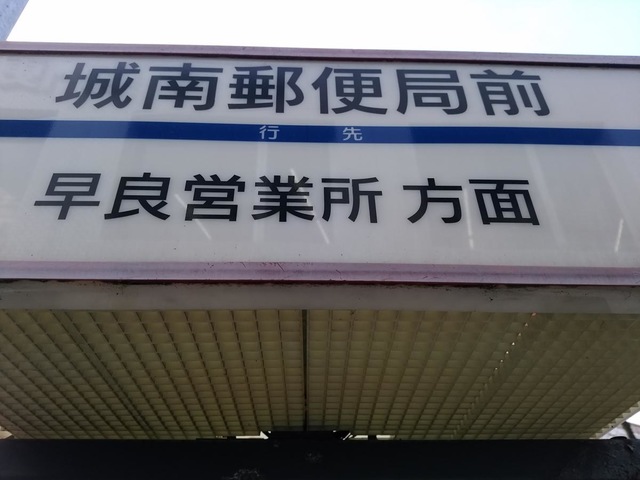 城南郵便局前
行先
早良営業所 方面